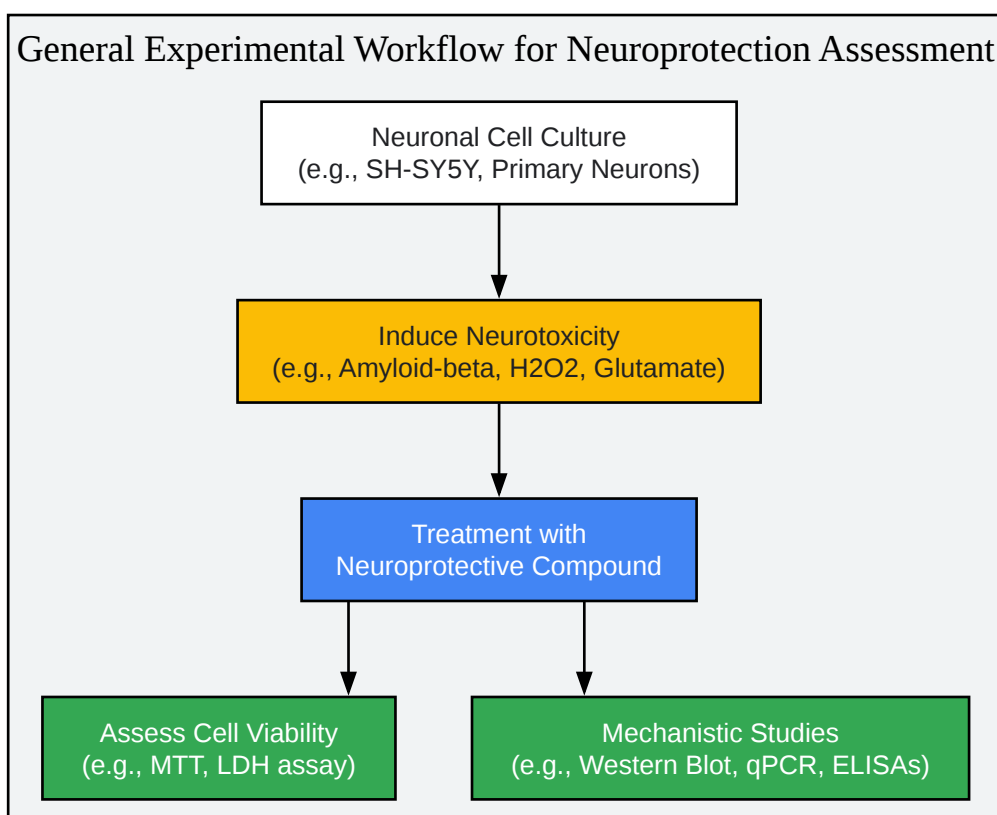 General Experimental Workflow for Neuroprotection Assessment
Neuronal Cell Culture
(e.g., SH-SY5Y, Primary Neurons)
Induce Neurotoxicity
(e.g., Amyloid-beta, H2O2, Glutamate)
Treatment with
Neuroprotective Compound
Assess Cell Viability
(e.g., MTT, LDH assay)
Mechanistic Studies
(e.g., Western Blot, qPCR, ELISAs)